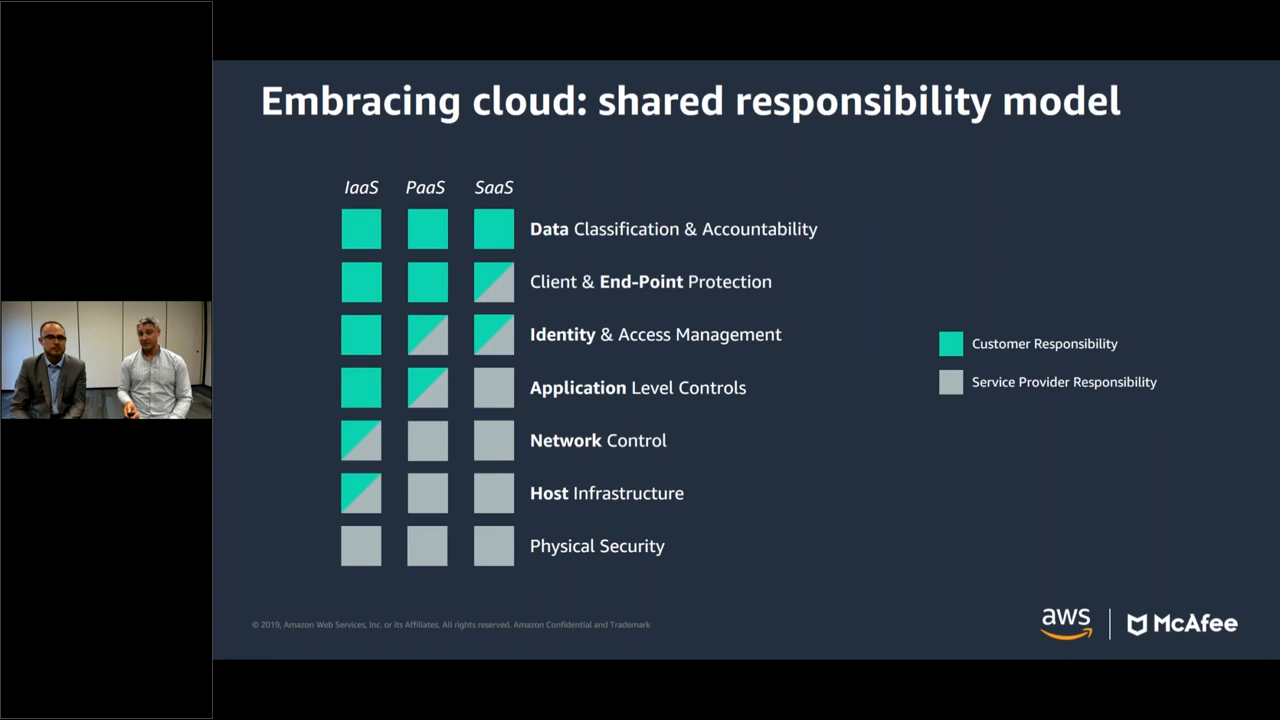 Embracing cloud: shared responsibility model
IaaS PaaS SaaS
Data Classification & Accountability
Client & End-Point Protection
Identity & Access Management
Application Level Controls
Network Control
Host Infrastructure
Physical Security
Customer Responsibility
Service Provider Responsibility
© 2019, Amazon Web Services, Inc. or its Affiliates. All rights reserved. Amazon Confidential and Trademark
aws
McAfee